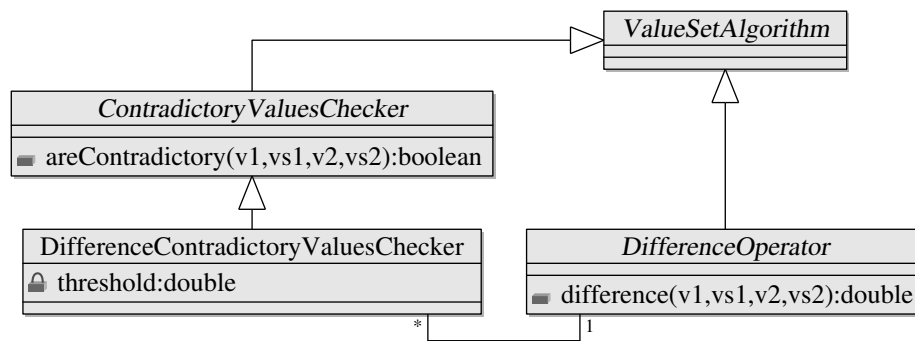 ValueSetAlgorithm
ContradictoryValuesChecker
areContradictory(v1,vs1,v2,vs2):boolean
DifferenceContradictoryValuesChecker
threshold:double
DifferenceOperator
difference(v1,vs1,v2,vs2):double
*
1